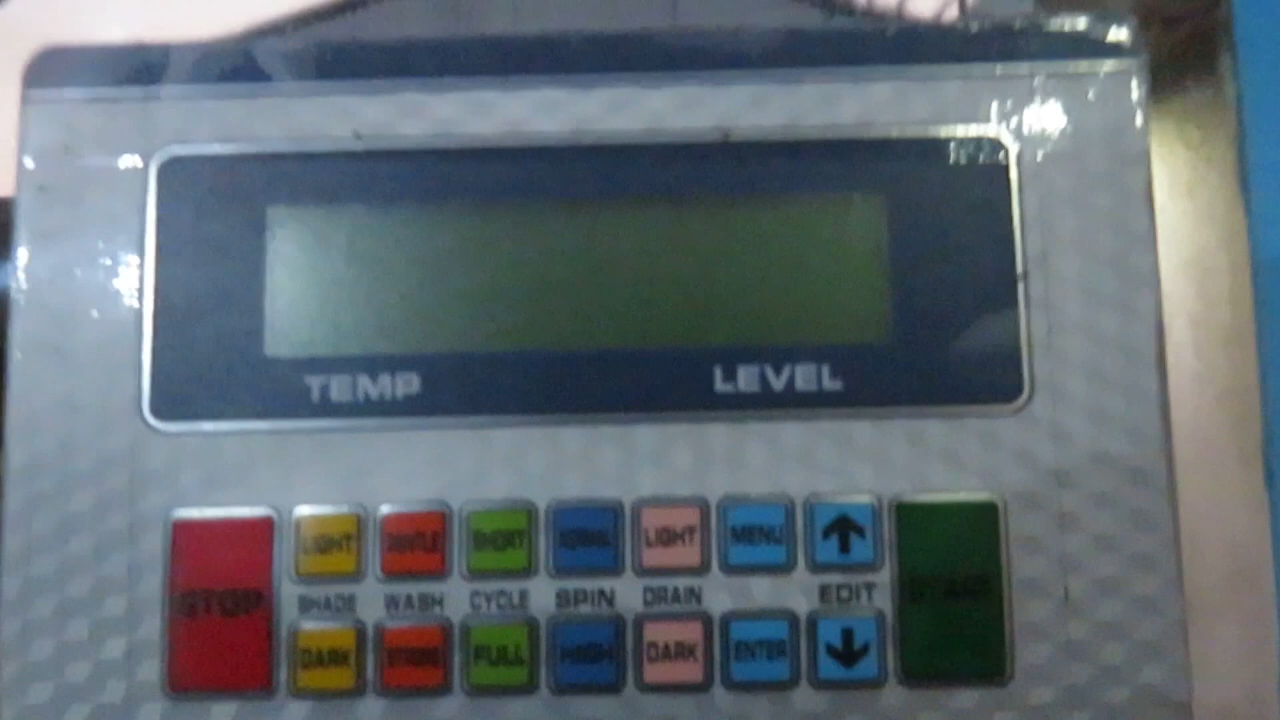 TEMP LEVEL
LIGHT GENTLE SHORT NORMAL LIGHT MENU
STOP SHADE WASH CYCLE SPIN DRAIN EDIT START
DARK STRONG FULL HIGH DARK ENTER